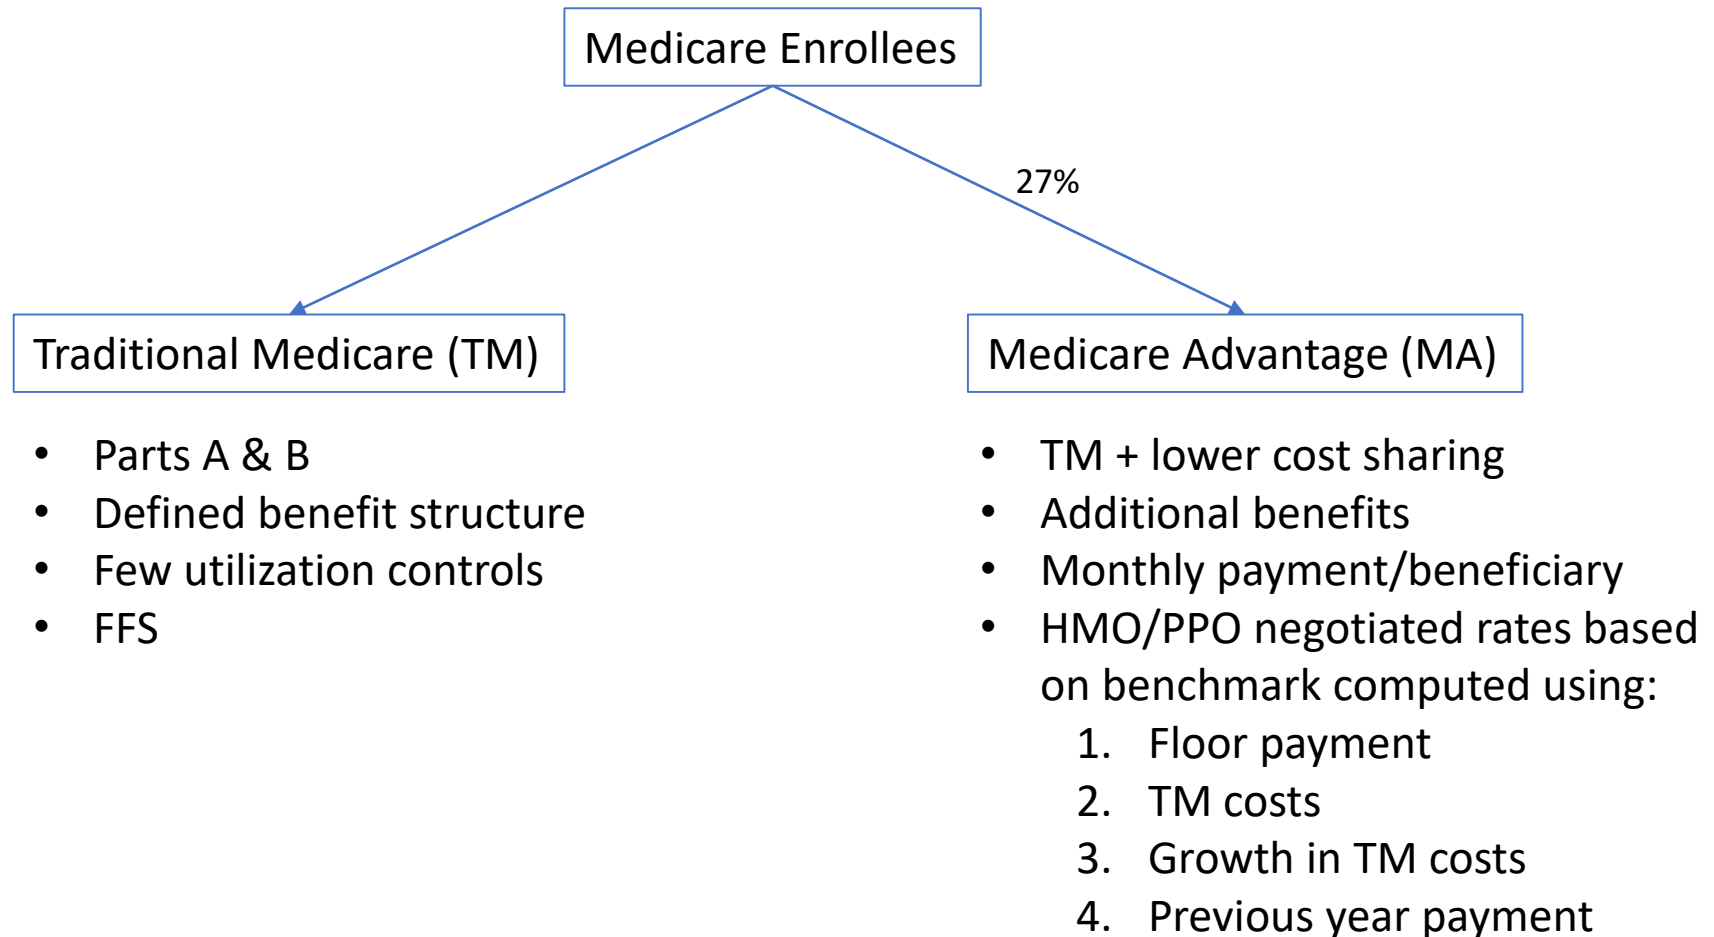 Medicare Enrollees
27%
Traditional Medicare (TM)
Medicare Advantage (MA)
• Parts A & B
• Defined benefit structure
• Few utilization controls
• FFS
• TM + lower cost sharing
• Additional benefits
• Monthly payment/beneficiary
• HMO/PPO negotiated rates based
on benchmark computed using:
1. Floor payment
2. TM costs
3. Growth in TM costs
4. Previous year payment